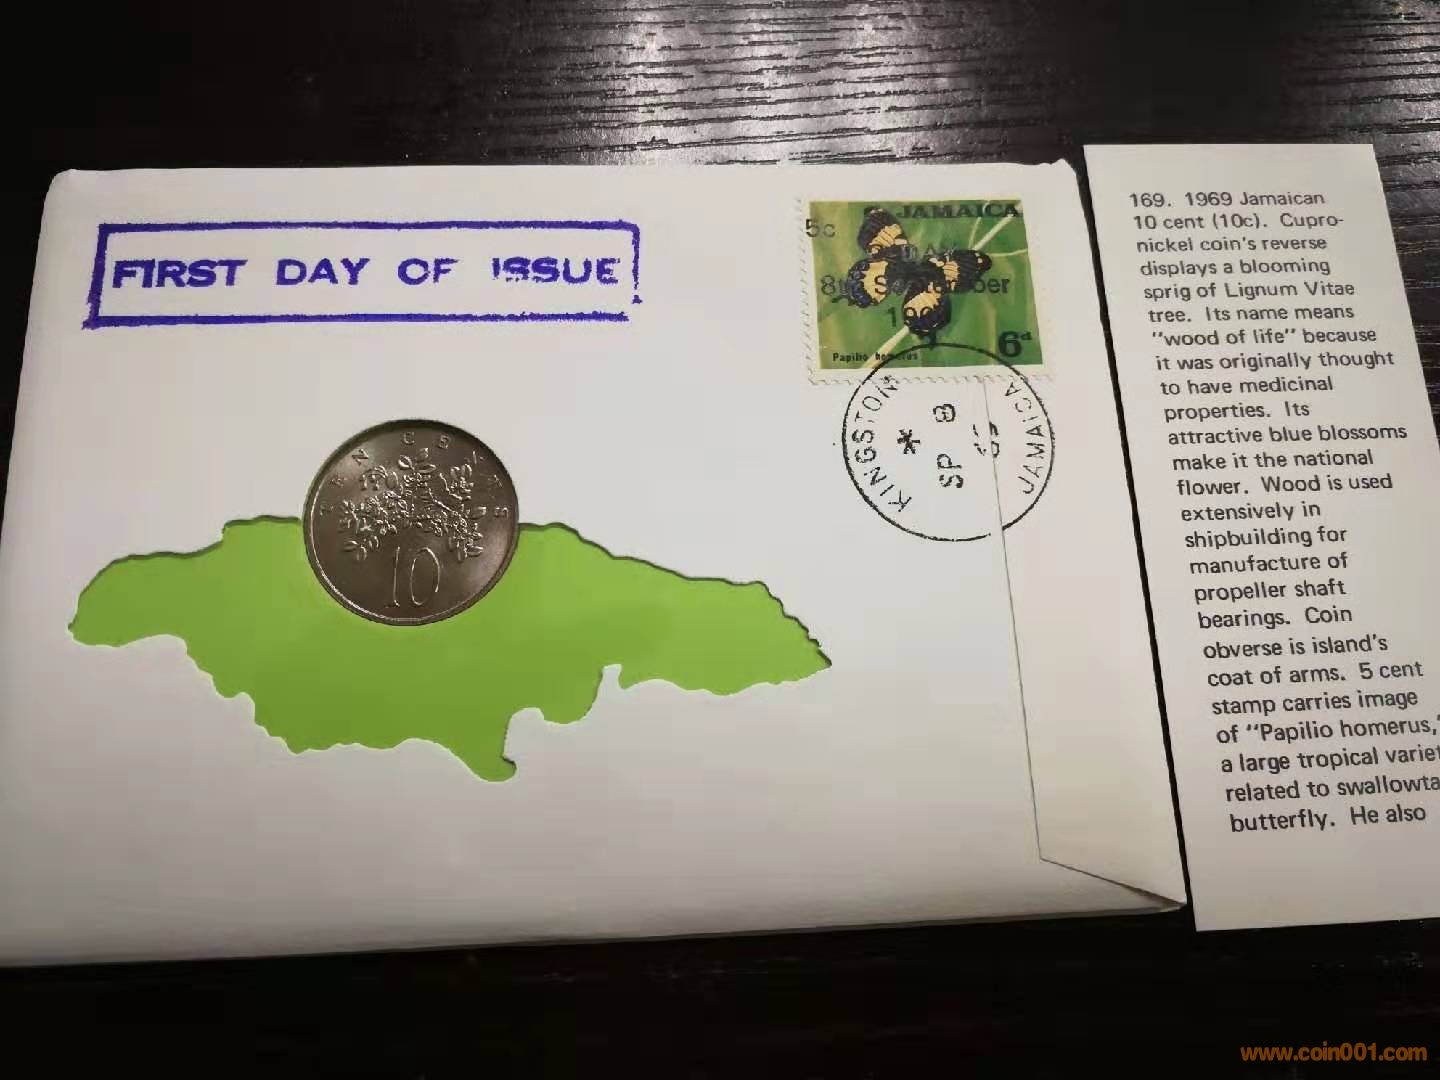 FIRST DAY OF ISSUE
JAMAICA
5c
8th September
6d
Papilio homerus
KINGSTON
* SP 8 69
JAMAICA
TEN CENTS
10
169. 1969 Jamaican
10 cent (10c). Cupro-
nickel coin's reverse
displays a blooming
sprig of Lignum Vitae
tree. Its name means
"wood of life" because
it was originally thought
to have medicinal
properties. Its
attractive blue blossoms
make it the national
flower. Wood is used
extensively in
shipbuilding for
manufacture of
propeller shaft
bearings. Coin
obverse is island's
coat of arms. 5 cent
stamp carries image
of "Papilio homerus,"
a large tropical variet
related to swallowta
butterfly. He also
www.coin001.com